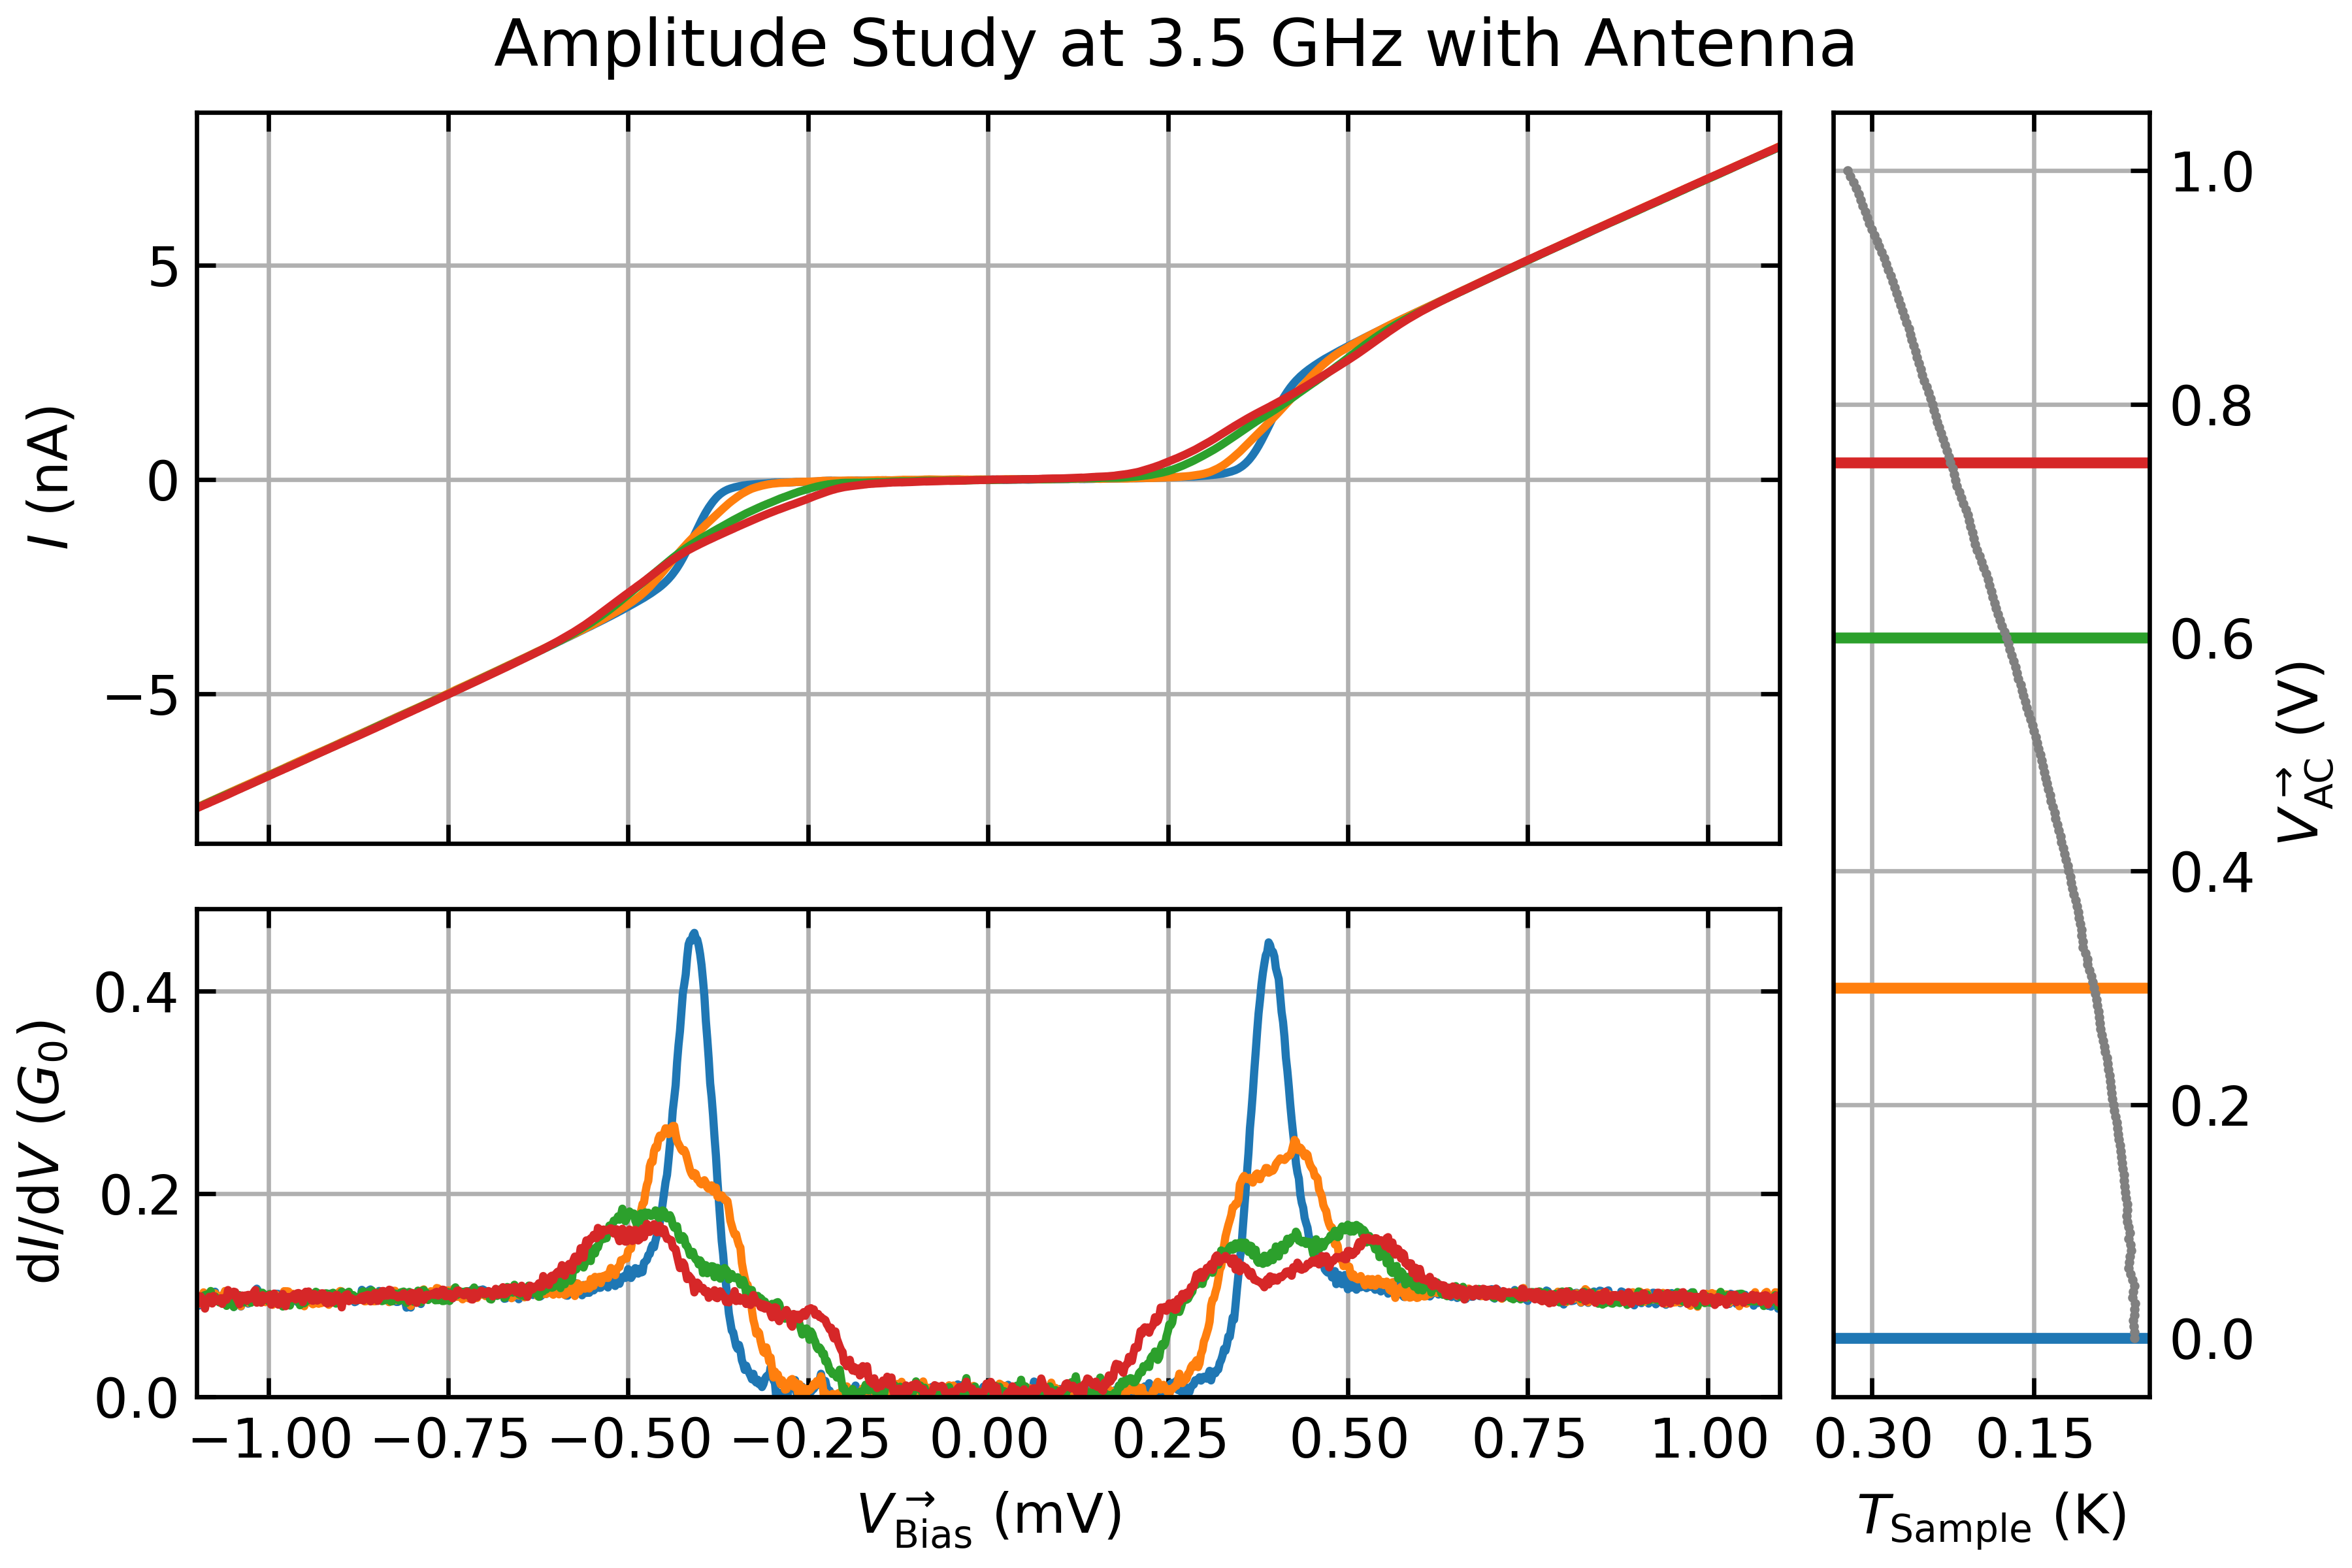 Amplitude Study at 3.5 GHz with Antenna
I (nA)
5
0
−5
dI/dV (G₀)
0.4
0.2
0.0
−1.00 −0.75 −0.50 −0.25 0.00 0.25 0.50 0.75 1.00
V→Bias (mV)
0.30 0.15
TSample (K)
1.0
0.8
0.6
0.4
0.2
0.0
V→AC (V)